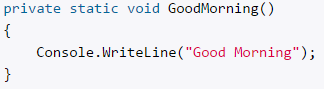 private static void GoodMorning()
{
    Console.WriteLine("Good Morning");
}